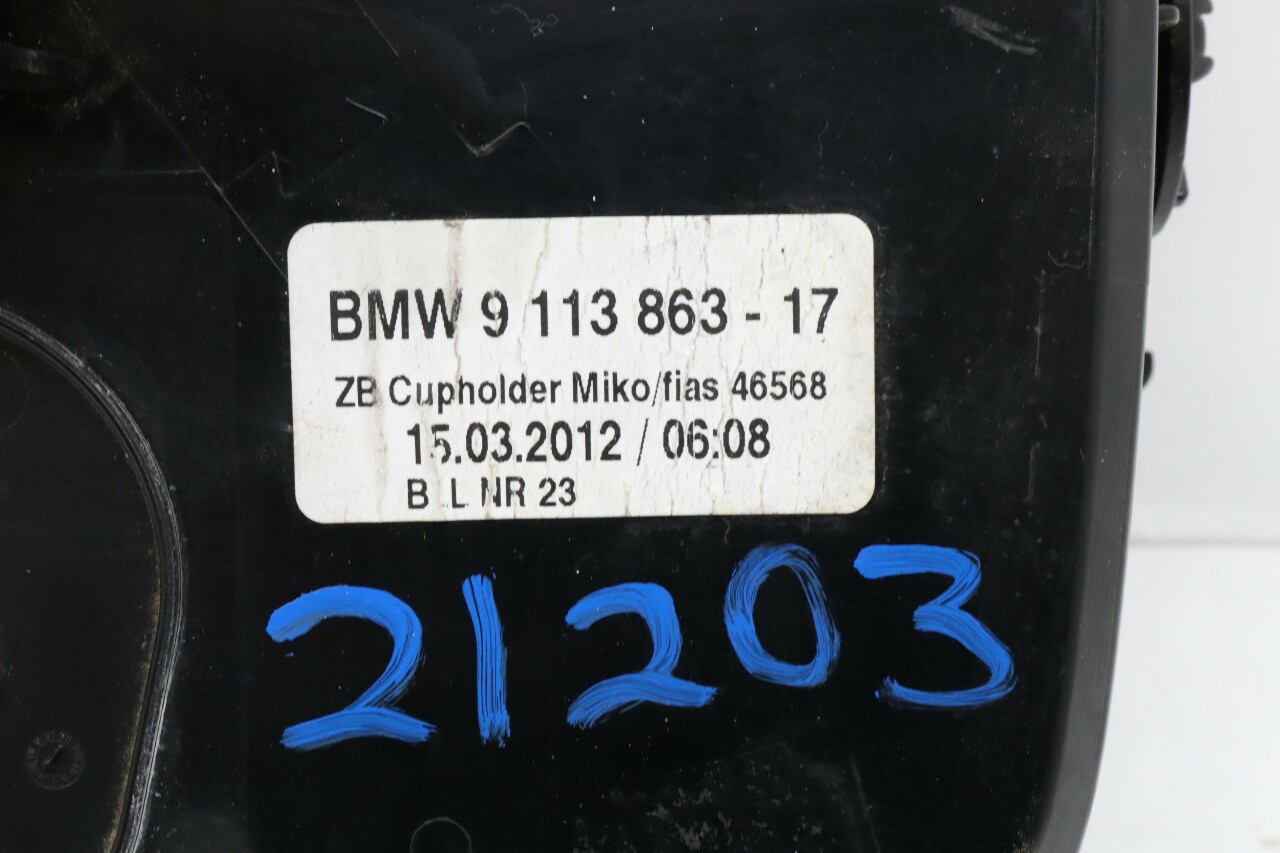 BMW 9 113 863 - 17
ZB Cupholder Miko/fias 46568
15.03.2012 / 06:08
NR 23
21203